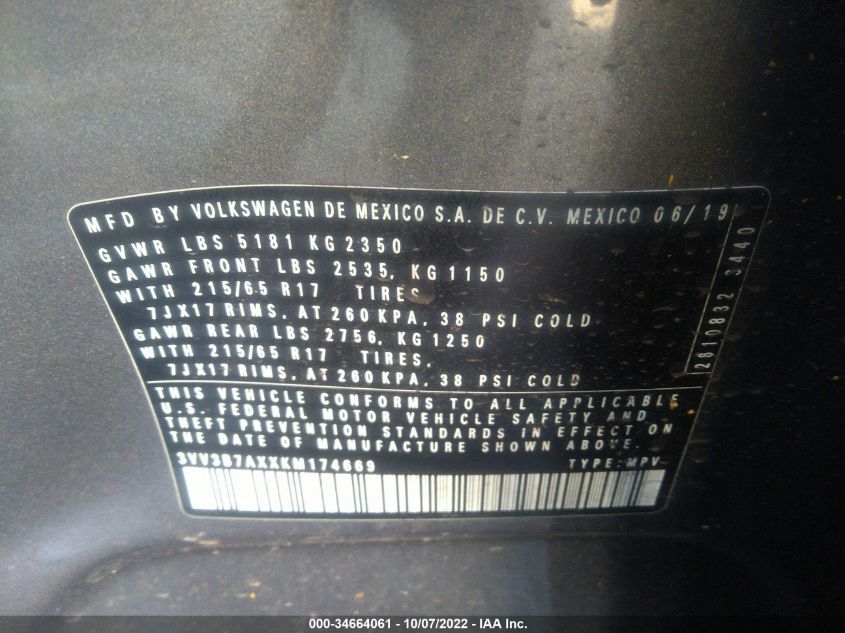 MFD BY VOLKSWAGEN DE MEXICO S.A. DE C.V. MEXICO 06/19
GVWR LBS 5181 KG 2350
GAWR FRONT LBS 2535, KG 1150
WITH 215/65 R17 TIRES
7JX17 RIMS, AT 260 KPA, 38 PSI COLD
GAWR REAR LBS 2756, KG 1250
WITH 215/65 R17 TIRES,
7JX17 RIMS, AT 260 KPA, 38 PSI COLD
2610832 3440
THIS VEHICLE CONFORMS TO ALL APPLICABLE
U.S. FEDERAL MOTOR VEHICLE SAFETY AND
THEFT PREVENTION STANDARDS IN EFFECT ON
THE DATE OF MANUFACTURE SHOWN ABOVE.
3VV3B7AXXKM174669 TYPE: MPV
000-34664061 - 10/07/2022 - IAA Inc.